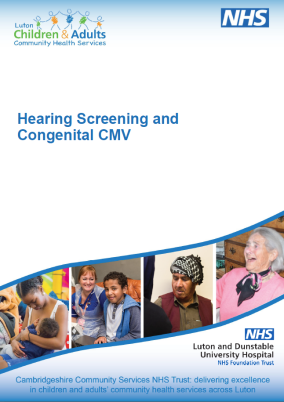 Luton
Children & Adults
Community Health Services
NHS
Hearing Screening and
Congenital CMV
NHS
Luton and Dunstable
University Hospital
NHS Foundation Trust
Cambridgeshire Community Services NHS Trust: delivering excellence
in children and adults' community health services across Luton